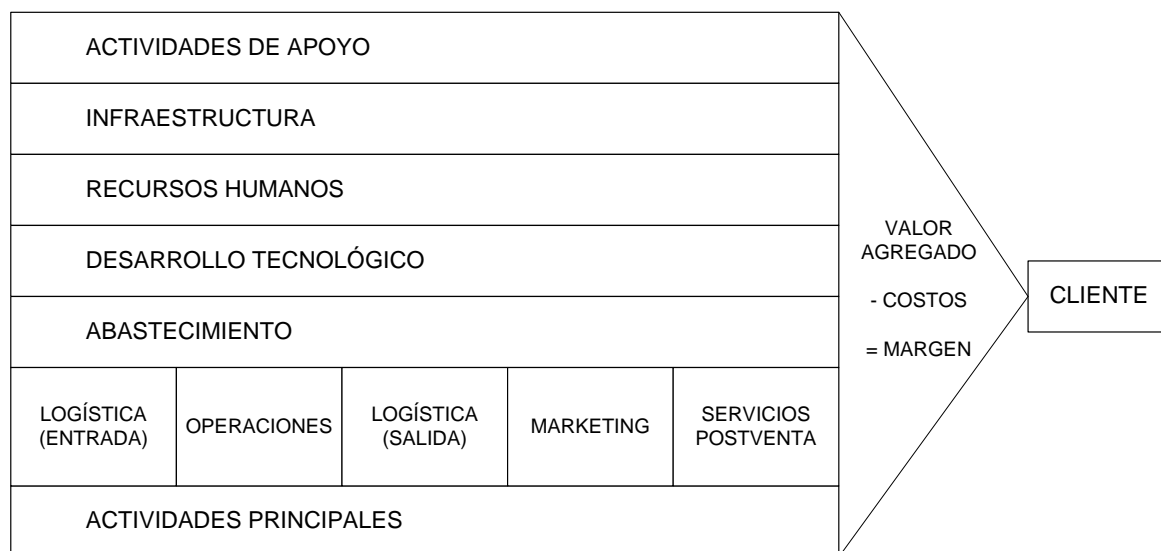 ACTIVIDADES DE APOYO
INFRAESTRUCTURA
RECURSOS HUMANOS
DESARROLLO TECNOLÓGICO
ABASTECIMIENTO
LOGÍSTICA
(ENTRADA)
OPERACIONES
LOGÍSTICA
(SALIDA)
MARKETING
SERVICIOS
POSTVENTA
ACTIVIDADES PRINCIPALES
VALOR
AGREGADO
- COSTOS
= MARGEN
CLIENTE